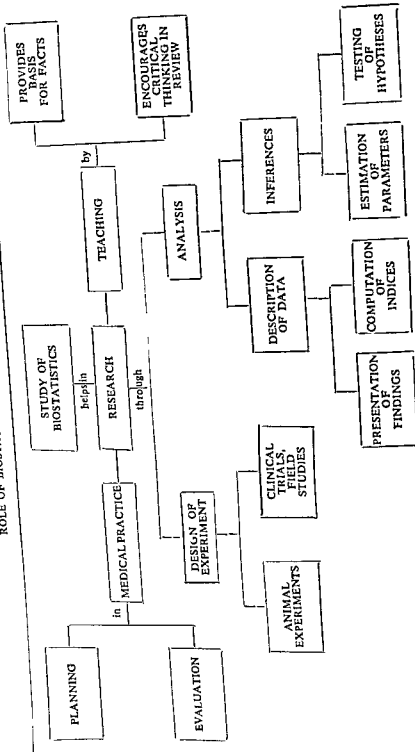 ROLE OF
STUDY OF
BIOSTATISTICS
helps in
MEDICAL PRACTICE
RESEARCH
TEACHING
in
through
by
PLANNING
EVALUATION
PROVIDES
BASIS
FOR FACTS
ENCOURAGES
CRITICAL
THINKING IN
REVIEW
DESIGN OF
EXPERIMENT
ANALYSIS
ANIMAL
EXPERIMENTS
CLINICAL
TRIALS,
FIELD
STUDIES
DESCRIPTION
OF DATA
INFERENCES
PRESENTATION
OF
FINDINGS
COMPUTATION
OF
INDICES
ESTIMATION
OF
PARAMETERS
TESTING
OF
HYPOTHESES